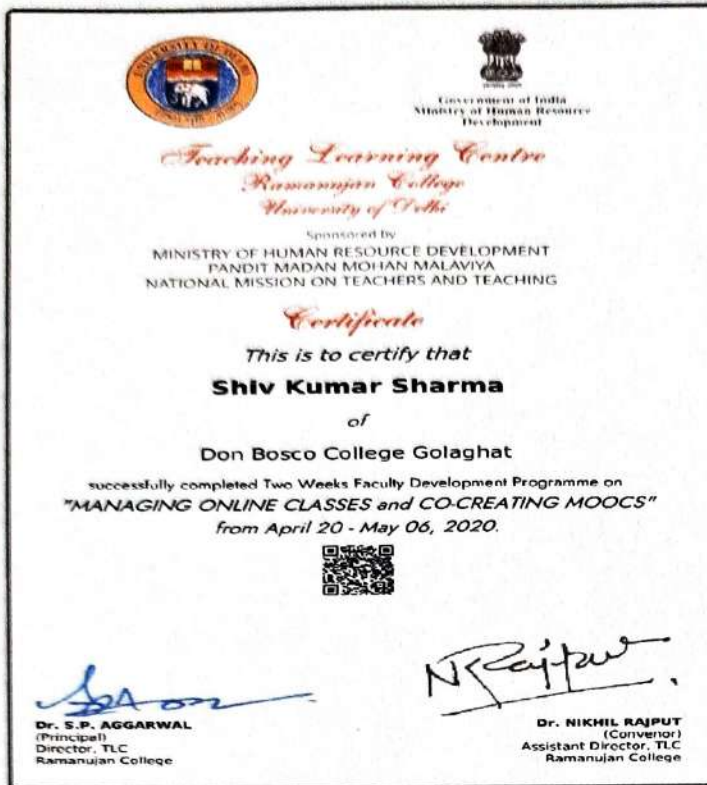 UNIVERSITY OF DELHI
Government of India
Ministry of Human Resource
Development
Teaching Learning Centre
Ramanujan College
University of Delhi
Sponsored by
MINISTRY OF HUMAN RESOURCE DEVELOPMENT
PANDIT MADAN MOHAN MALAVIYA
NATIONAL MISSION ON TEACHERS AND TEACHING
Certificate
This is to certify that
Shiv Kumar Sharma
of
Don Bosco College Golaghat
successfully completed Two Weeks Faculty Development Programme on
"MANAGING ONLINE CLASSES and CO-CREATING MOOCS"
from April 20 - May 06, 2020.
N Rajput
Dr. S.P. AGGARWAL
(Principal)
Director, TLC
Ramanujan College
Dr. NIKHIL RAJPUT
(Convenor)
Assistant Director, TLC
Ramanujan College